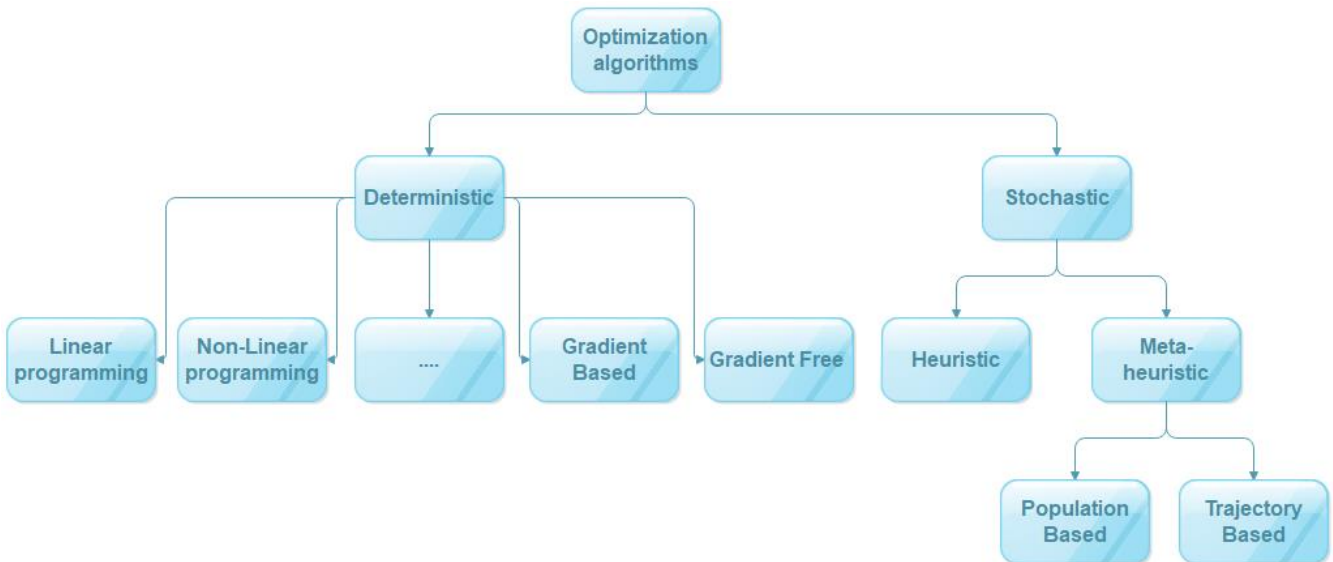 Optimization
algorithms
Deterministic
Stochastic
Linear
programming
Non-Linear
programming
....
Gradient
Based
Gradient Free
Heuristic
Meta-
heuristic
Population
Based
Trajectory
Based